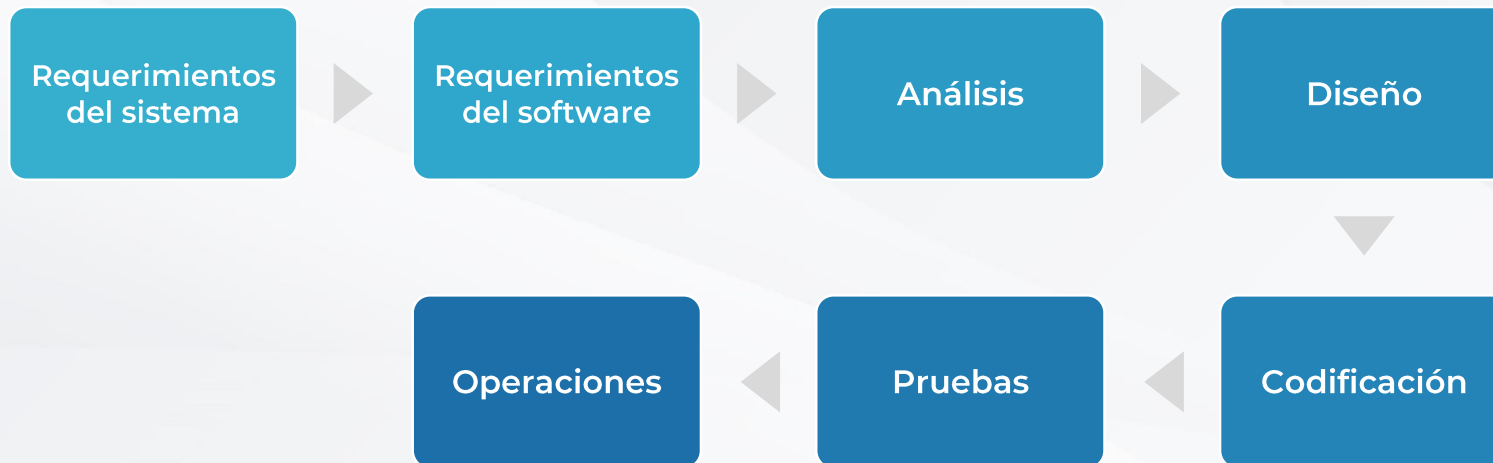 Requerimientos
del sistema
Requerimientos
del software
Análisis
Diseño
Codificación
Pruebas
Operaciones